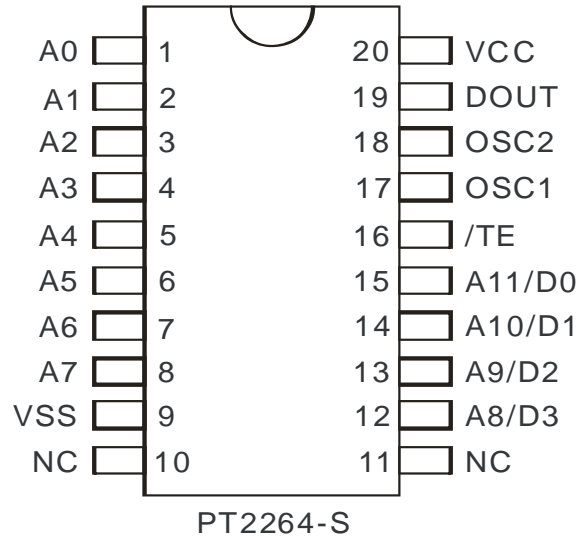 A0 1 20 VCC
A1 2 19 DOUT
A2 3 18 OSC2
A3 4 17 OSC1
A4 5 16 /TE
A5 6 15 A11/D0
A6 7 14 A10/D1
A7 8 13 A9/D2
VSS 9 12 A8/D3
NC 10 11 NC
PT2264-S